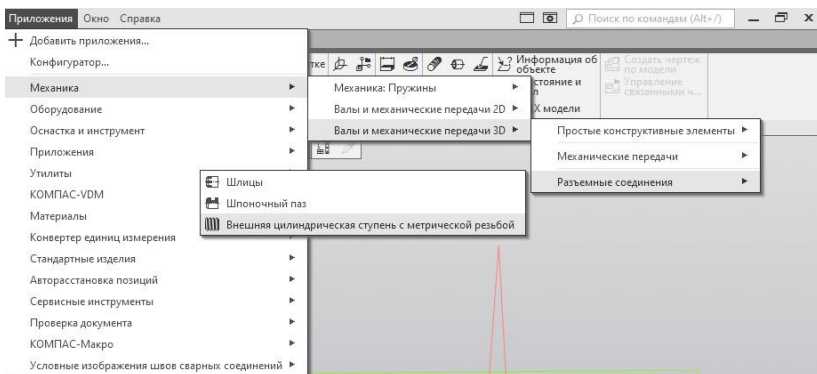 Приложения Окно Справка
Поиск по командам (Alt+/)
Добавить приложения...
Конфигуратор...
Механика
Оборудование
Оснастка и инструмент
Приложения
Утилиты
КОМПАС-VDM
Материалы
Конвертер единиц измерения
Стандартные изделия
Авторасстановка позиций
Сервисные инструменты
Проверка документа
КОМПАС-Макро
Условные изображения швов сварных соединений
тке
Информация об
объекте
стояние и
л
Х модели
Создать чертеж
по модели
Управление
связанными ч...
Механика: Пружины
Валы и механические передачи 2D
Валы и механические передачи 3D
Простые конструктивные элементы
Механические передачи
Разъемные соединения
Шлицы
Шпоночный паз
Внешняя цилиндрическая ступень с метрической резьбой